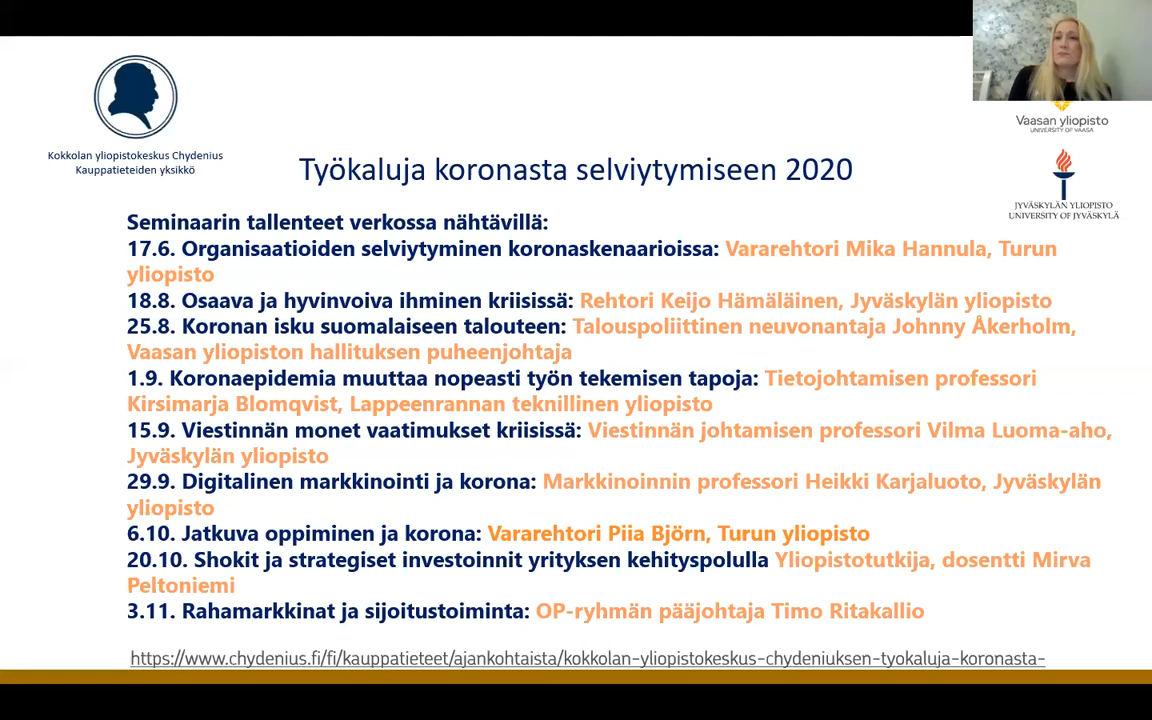 Kokkolan yliopistokeskus Chydenius
Kauppatieteiden yksikkö
Vaasan yliopisto
UNIVERSITY OF VAASA
JYVÄSKYLÄN YLIOPISTO
UNIVERSITY OF JYVÄSKYLÄ
Työkaluja koronasta selviytymiseen 2020
Seminaarin tallenteet verkossa nähtävillä:
17.6. Organisaatioiden selviytyminen koronaskenaarioissa: Vararehtori Mika Hannula, Turun
yliopisto
18.8. Osaava ja hyvinvoiva ihminen kriisissä: Rehtori Keijo Hämäläinen, Jyväskylän yliopisto
25.8. Koronan isku suomalaiseen talouteen: Talouspoliittinen neuvonantaja Johnny Åkerholm,
Vaasan yliopiston hallituksen puheenjohtaja
1.9. Koronaepidemia muuttaa nopeasti työn tekemisen tapoja: Tietojohtamisen professori
Kirsimarja Blomqvist, Lappeenrannan teknillinen yliopisto
15.9. Viestinnän monet vaatimukset kriisissä: Viestinnän johtamisen professori Vilma Luoma-aho,
Jyväskylän yliopisto
29.9. Digitalinen markkinointi ja korona: Markkinoinnin professori Heikki Karjaluoto, Jyväskylän
yliopisto
6.10. Jatkuva oppiminen ja korona: Vararehtori Piia Björn, Turun yliopisto
20.10. Shokit ja strategiset investoinnit yrityksen kehityspolulla Yliopistotutkija, dosentti Mirva
Peltoniemi
3.11. Rahamarkkinat ja sijoitustoiminta: OP-ryhmän pääjohtaja Timo Ritakallio
https://www.chydenius.fi/fi/kauppatieteet/ajankohtaista/kokkolan-yliopistokeskus-chydeniuksen-tyokaluja-koronasta-